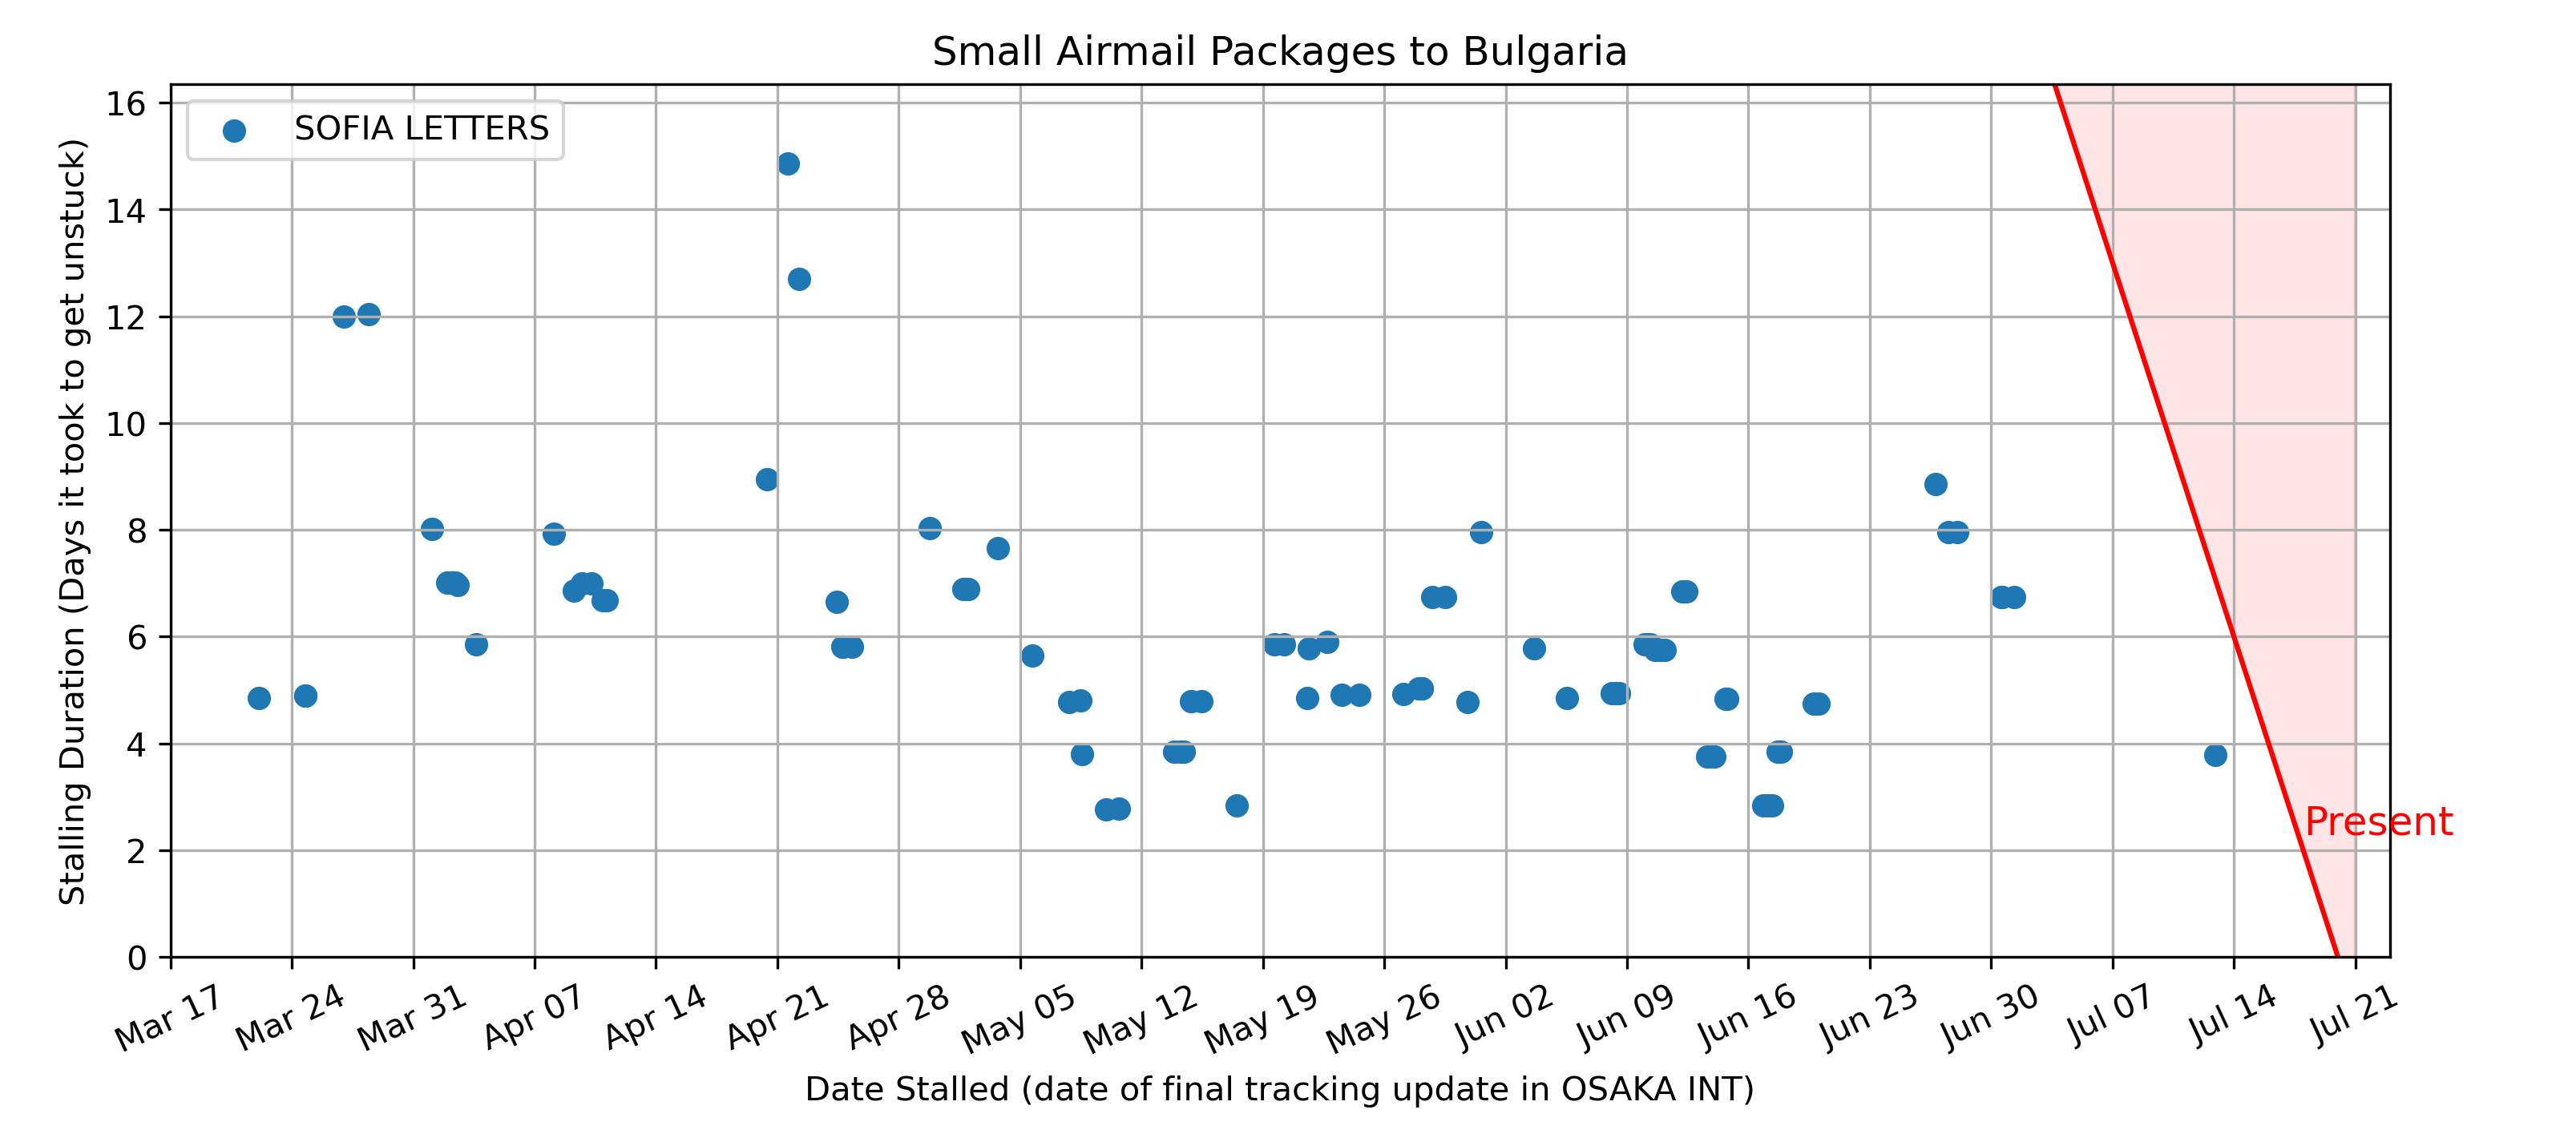 Small Airmail Packages to Bulgaria
SOFIA LETTERS
Stalling Duration (Days it took to get unstuck)
16
14
12
10
8
6
4
2
0
Present
Mar 17
Mar 24
Mar 31
Apr 07
Apr 14
Apr 21
Apr 28
May 05
May 12
May 19
May 26
Jun 02
Jun 09
Jun 16
Jun 23
Jun 30
Jul 07
Jul 14
Jul 21
Date Stalled (date of final tracking update in OSAKA INT)